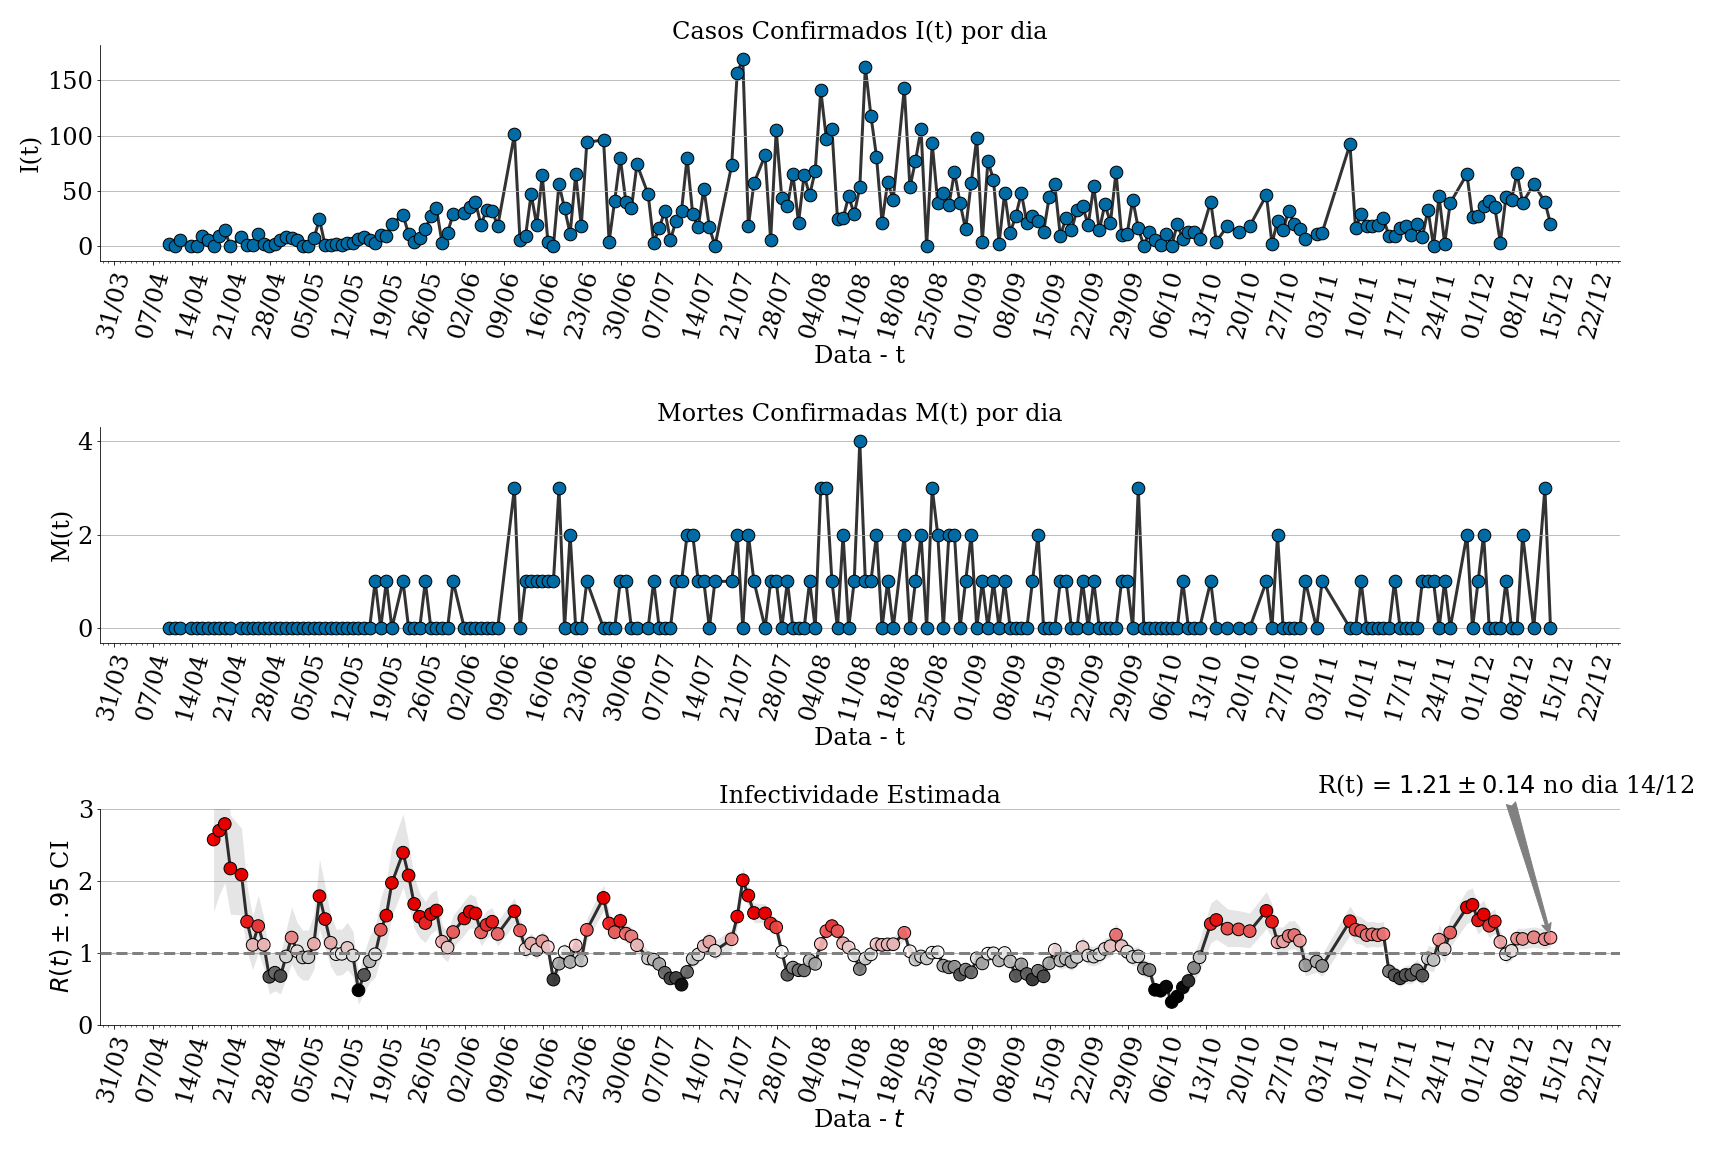 Casos Confirmados I(t) por dia
I(t)
150
100
50
0
31/03 07/04 14/04 21/04 28/04 05/05 12/05 19/05 26/05 02/06 09/06 16/06 23/06 30/06 07/07 14/07 21/07 28/07 04/08 11/08 18/08 25/08 01/09 08/09 15/09 22/09 29/09 06/10 13/10 20/10 27/10 03/11 10/11 17/11 24/11 01/12 08/12 15/12 22/12
Data - t
Mortes Confirmadas M(t) por dia
M(t)
4
2
0
31/03 07/04 14/04 21/04 28/04 05/05 12/05 19/05 26/05 02/06 09/06 16/06 23/06 30/06 07/07 14/07 21/07 28/07 04/08 11/08 18/08 25/08 01/09 08/09 15/09 22/09 29/09 06/10 13/10 20/10 27/10 03/11 10/11 17/11 24/11 01/12 08/12 15/12 22/12
Data - t
R(t) = 1.21 ± 0.14 no dia 14/12
Infectividade Estimada
R(t) ± .95 CI
3
2
1
0
31/03 07/04 14/04 21/04 28/04 05/05 12/05 19/05 26/05 02/06 09/06 16/06 23/06 30/06 07/07 14/07 21/07 28/07 04/08 11/08 18/08 25/08 01/09 08/09 15/09 22/09 29/09 06/10 13/10 20/10 27/10 03/11 10/11 17/11 24/11 01/12 08/12 15/12 22/12
Data - t